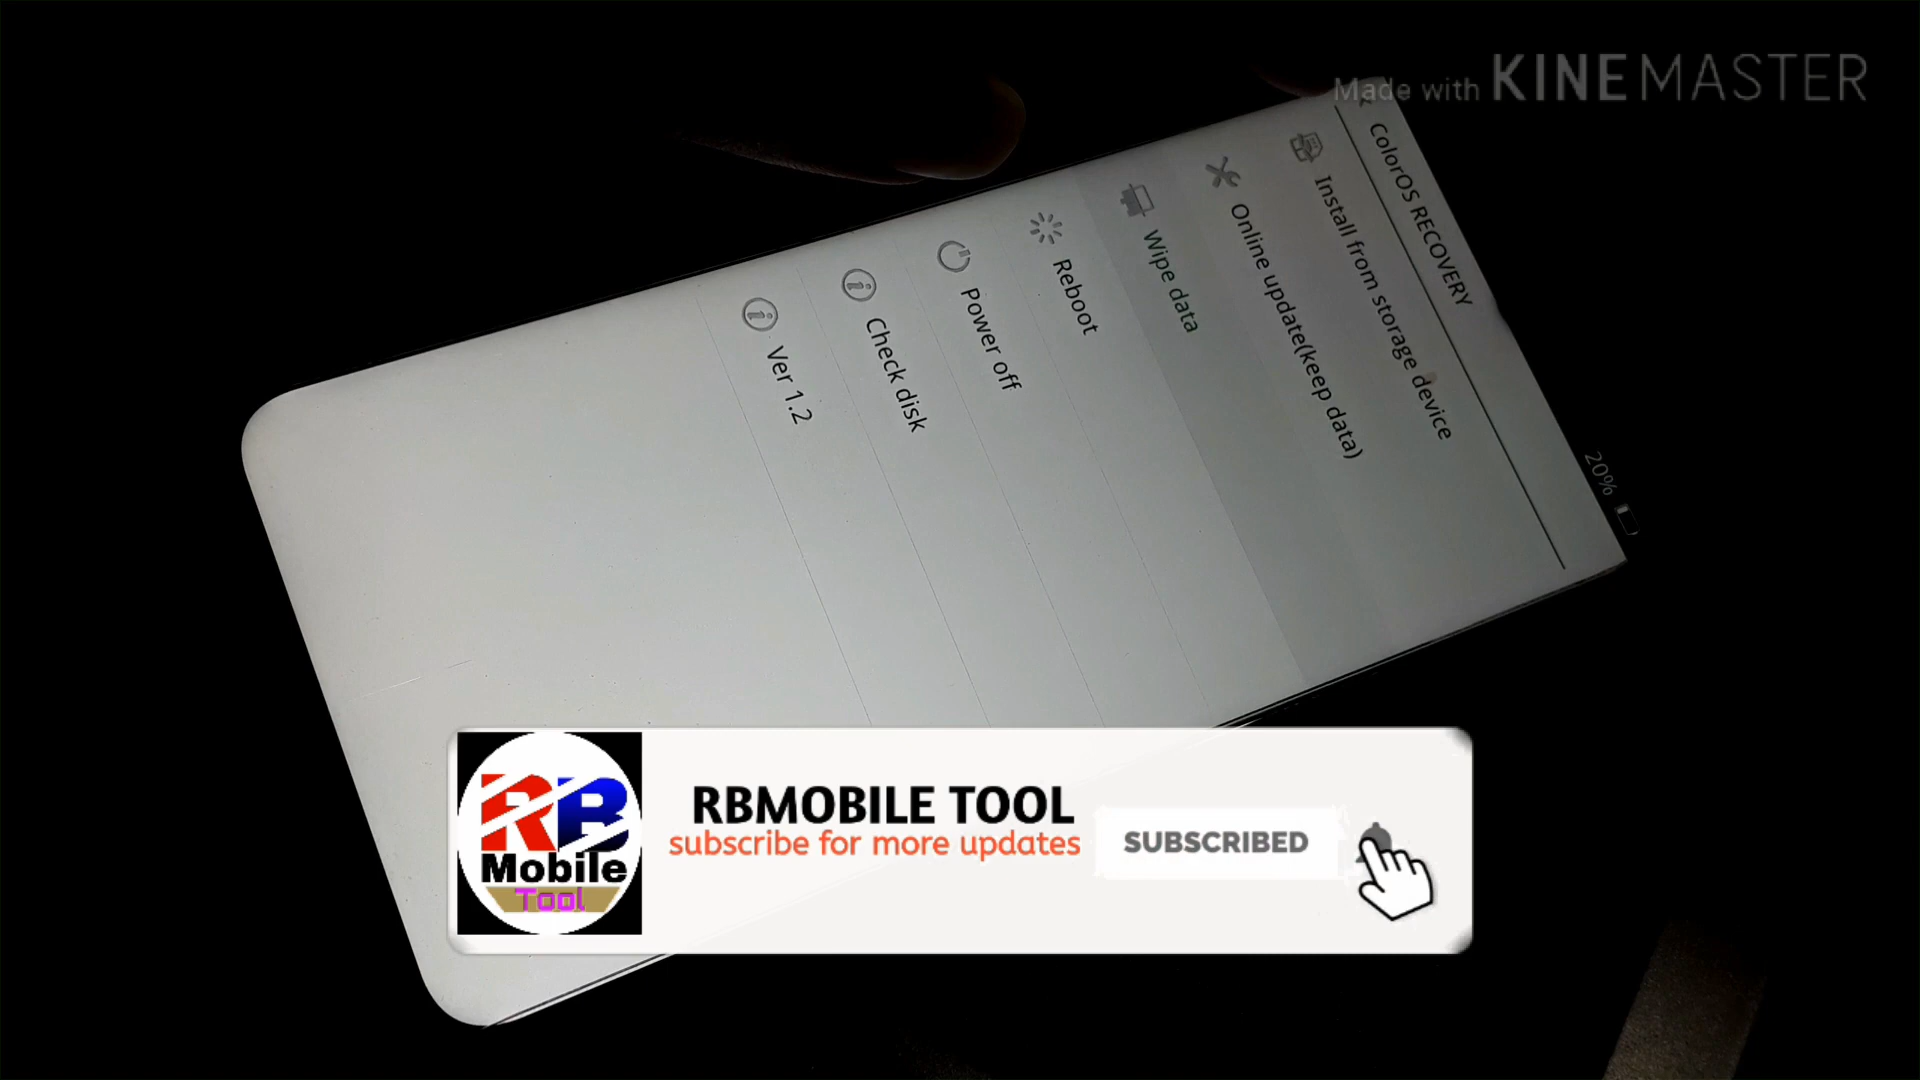 Made with KINEMASTER
20%
ColorOS RECOVERY
Install from storage device
Online update(keep data)
Wipe data
Reboot
Power off
Check disk
Ver 1.2
RB
Mobile
Tool
RBMOBILE TOOL
subscribe for more updates
SUBSCRIBED